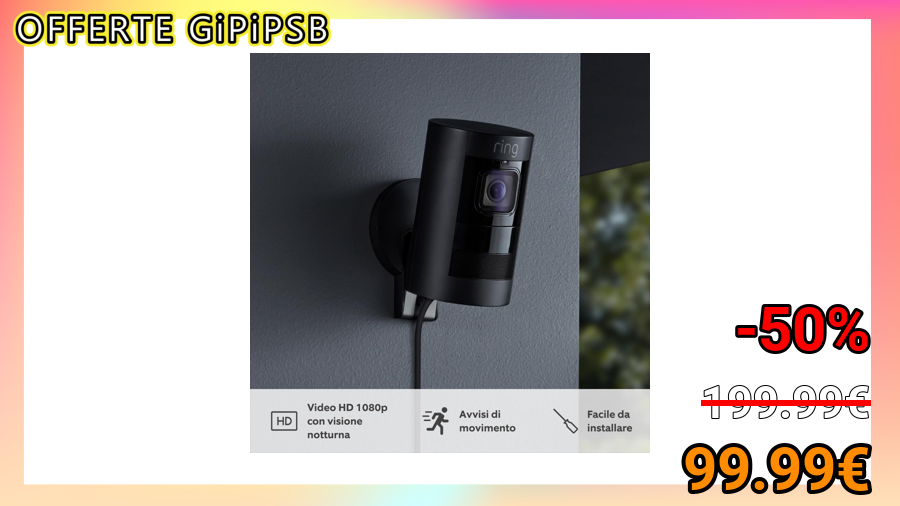 OFFERTE GiPiPSB
ring
-50%
199.99€
99.99€
HD
Video HD 1080p
con visione
notturna
Avvisi di
movimento
Facile da
installare